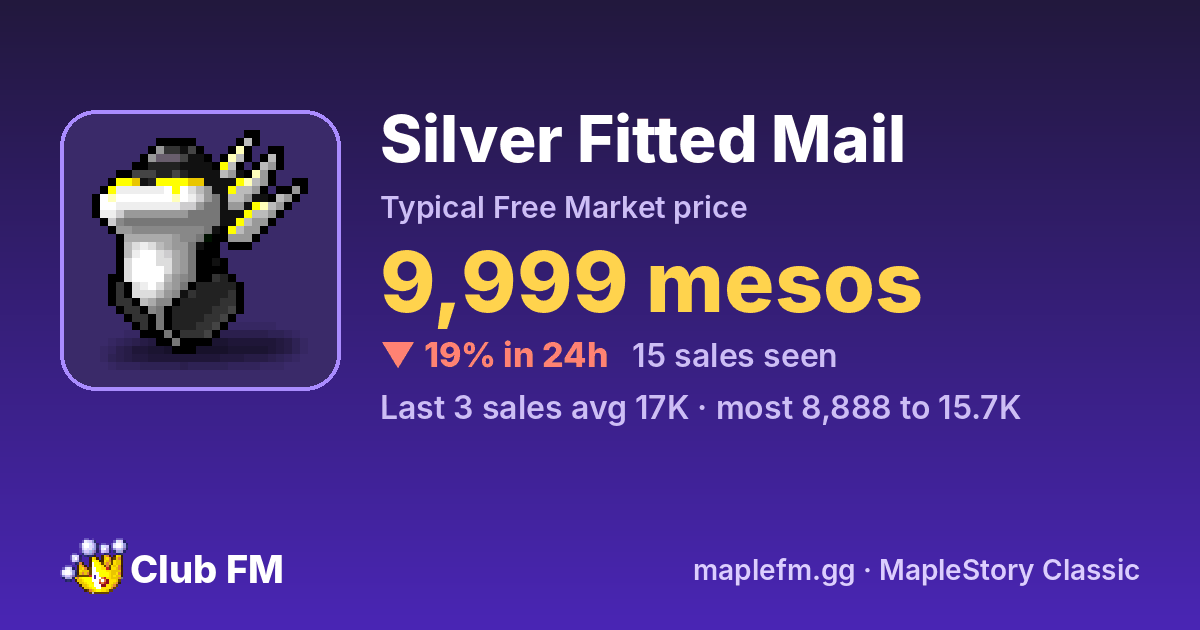 Silver Fitted Mail
Typical Free Market price
9,999 mesos
▼ 19% in 24h 15 sales seen
Last 3 sales avg 17K · most 8,888 to 15.7K
Club FM
maplefm.gg · MapleStory Classic